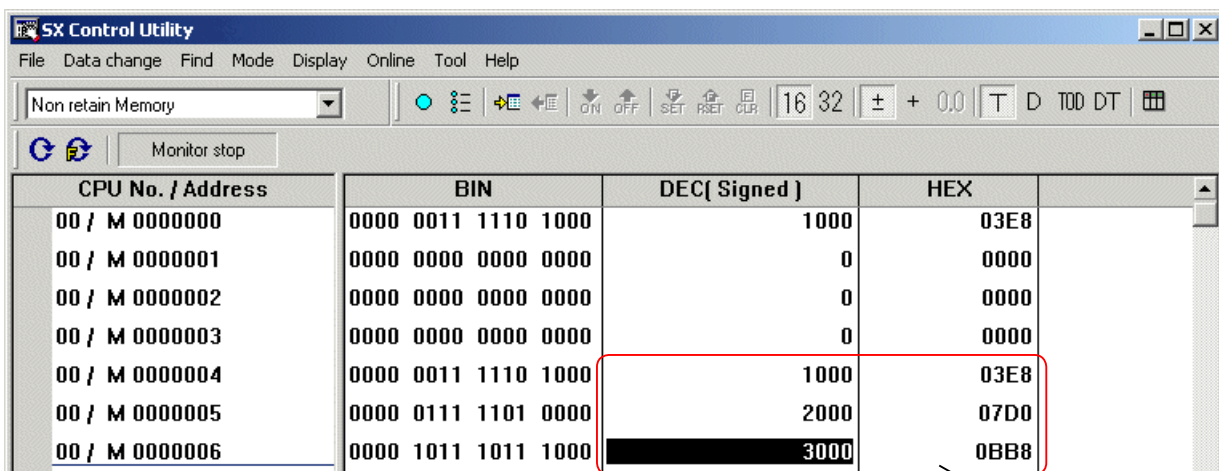 SX Control Utility
File Data change Find Mode Display Online Tool Help
Non retain Memory ON OFF SET RSET CLR 16 32 ± + 0.0 T D TOD DT
Monitor stop
CPU No. / Address BIN DEC( Signed ) HEX
00 / M 0000000 0000 0011 1110 1000 1000 03E8
00 / M 0000001 0000 0000 0000 0000 0 0000
00 / M 0000002 0000 0000 0000 0000 0 0000
00 / M 0000003 0000 0000 0000 0000 0 0000
00 / M 0000004 0000 0011 1110 1000 1000 03E8
00 / M 0000005 0000 0111 1101 0000 2000 07D0
00 / M 0000006 0000 1011 1011 1000 3000 0BB8